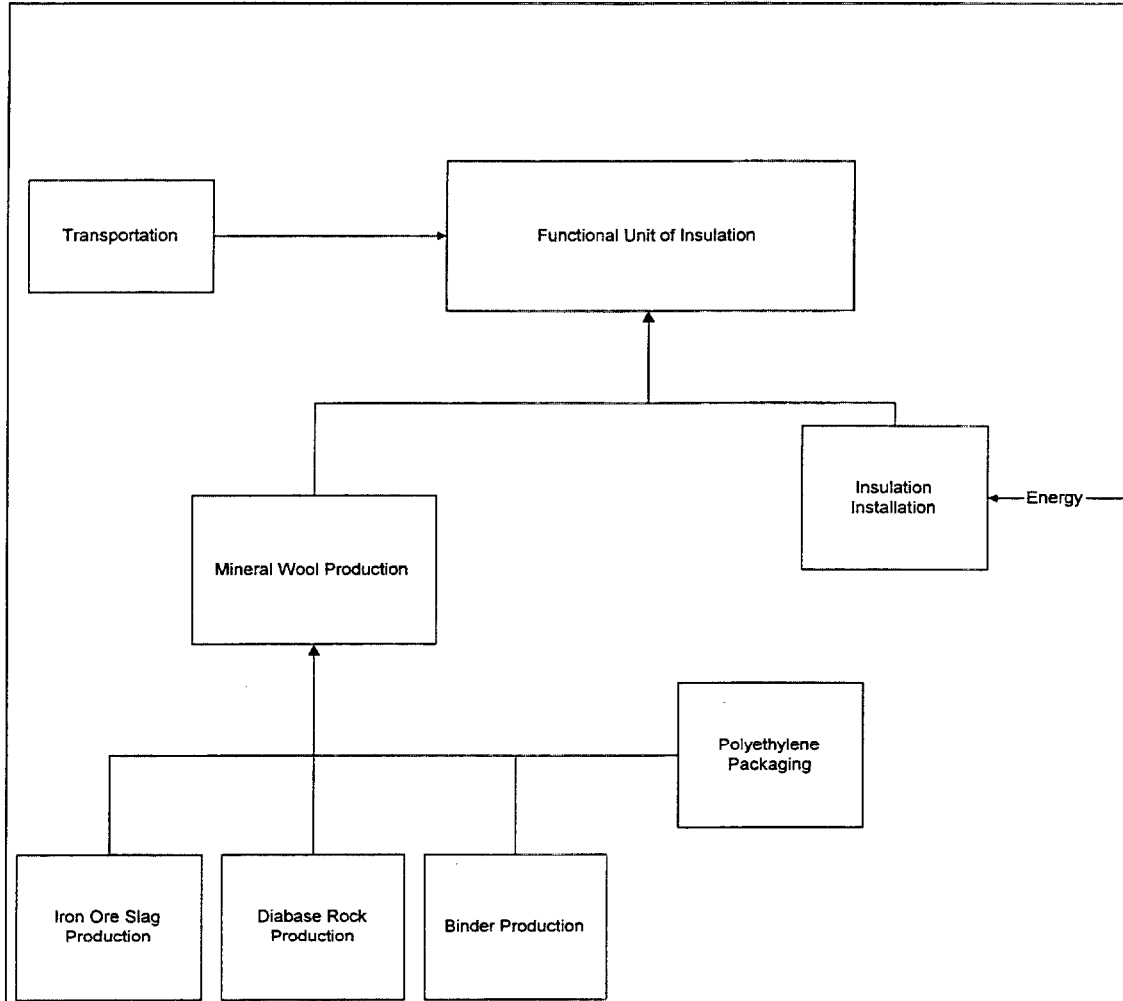 Transportation
Functional Unit of Insulation
Insulation
Installation
Energy
Mineral Wool Production
Polyethylene
Packaging
Iron Ore Slag
Production
Diabase Rock
Production
Binder Production